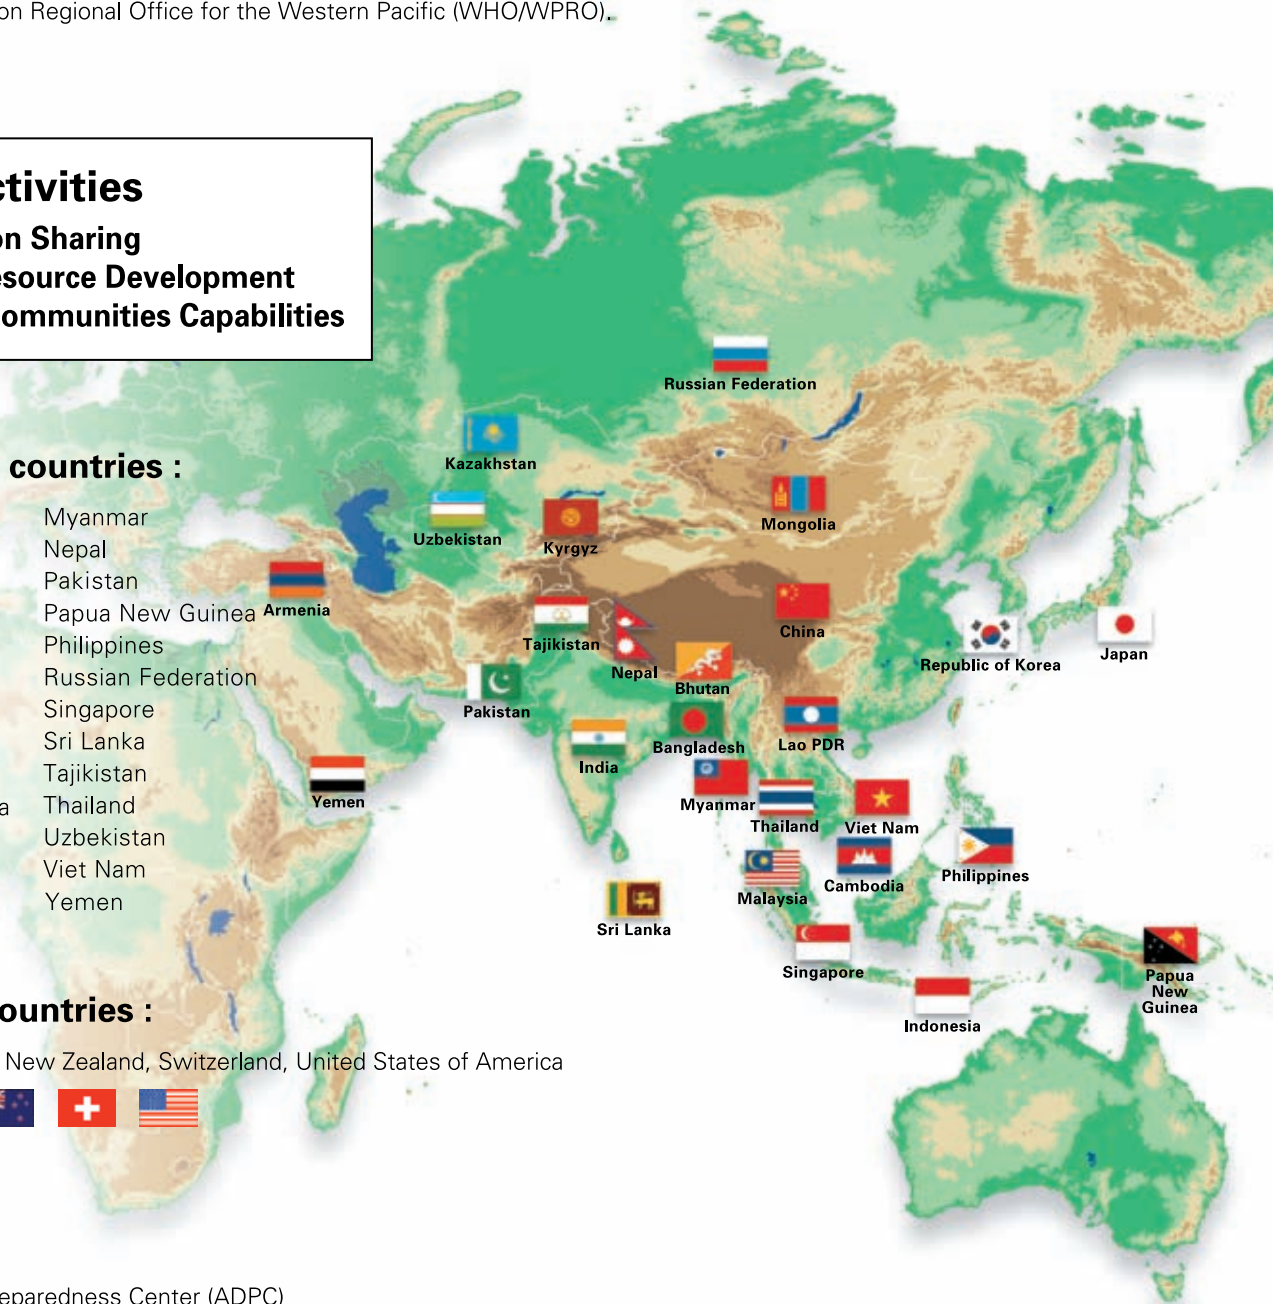 on Regional Office for the Western Pacific (WHO/WPRO).
ctivities
on Sharing
esource Development
ommunities Capabilities
countries :
Myanmar
Nepal
Pakistan
Papua New Guinea
Philippines
Russian Federation
Singapore
Sri Lanka
Tajikistan
a Thailand
Uzbekistan
Viet Nam
Yemen
ountries :
New Zealand, Switzerland, United States of America
eparedness Center (ADPC)
Russian Federation
Kazakhstan
Mongolia
Uzbekistan
Kyrgyz
Armenia
China
Tajikistan
Japan
Republic of Korea
Nepal
Bhutan
Pakistan
Bangladesh
Lao PDR
India
Yemen
Myanmar
Thailand
Viet Nam
Philippines
Cambodia
Malaysia
Sri Lanka
Singapore
Papua
New
Guinea
Indonesia